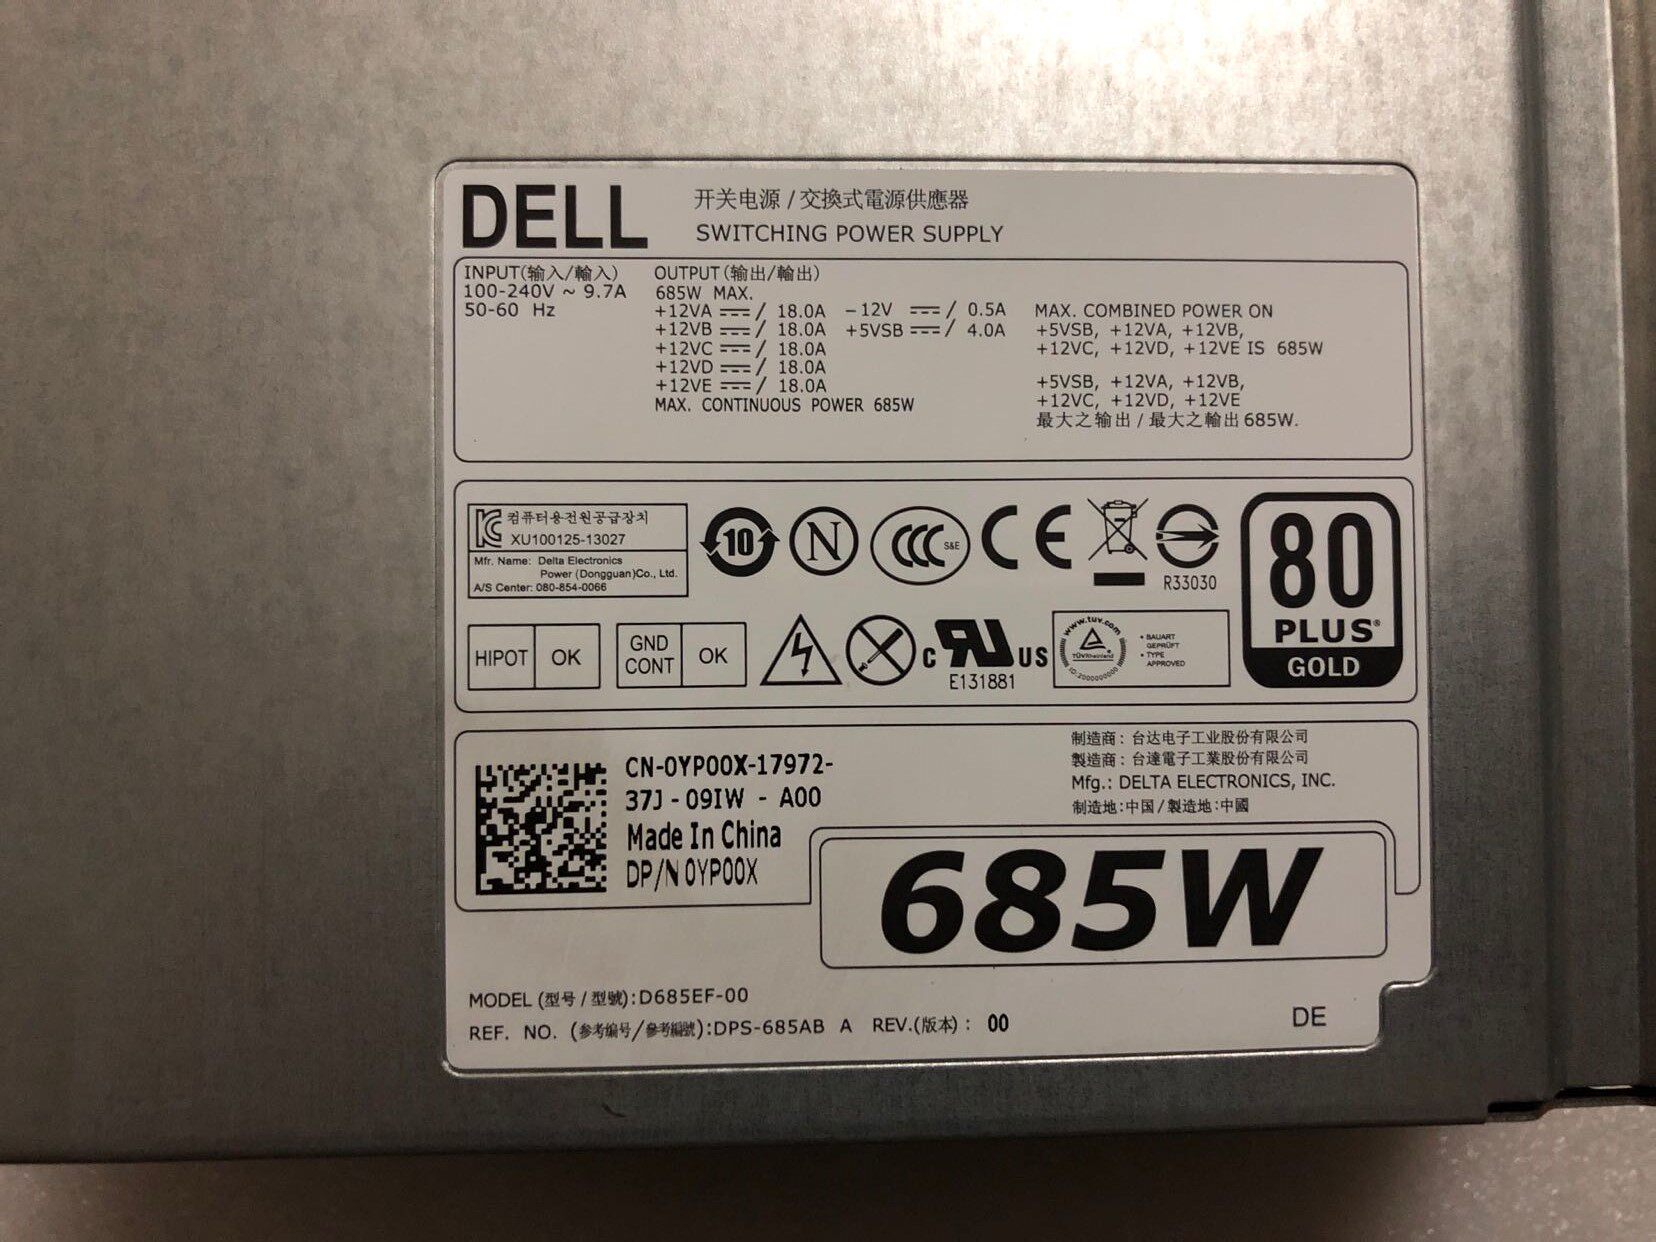 DELL
开关电源 / 交換式電源供應器
SWITCHING POWER SUPPLY
INPUT(输入/輸入)
100-240V ~ 9.7A
50-60 Hz
OUTPUT(输出/輸出)
685W MAX.
+12VA ⎓ / 18.0A
+12VB ⎓ / 18.0A
+12VC ⎓ / 18.0A
+12VD ⎓ / 18.0A
+12VE ⎓ / 18.0A
MAX. CONTINUOUS POWER 685W
-12V ⎓ / 0.5A
+5VSB ⎓ / 4.0A
MAX. COMBINED POWER ON
+5VSB, +12VA, +12VB,
+12VC, +12VD, +12VE IS 685W
+5VSB, +12VA, +12VB,
+12VC, +12VD, +12VE
最大之输出 / 最大之輸出 685W.
컴퓨터용전원공급장치
XU100125-13027
Mfr. Name: Delta Electronics
Power (Dongguan)Co., Ltd.
A/S Center: 080-854-0066
10
N
CCC S&E
CE
R33030
80
PLUS®
GOLD
HIPOT OK
GND
CONT OK
c RU US
E131881
www.tuv.com
TÜVRheinland
ID:2000000000
• BAUART
GEPRÜFT
• TYPE
APPROVED
CN-0YP00X-17972-
37J - 09IW - A00
Made In China
DP/N 0YP00X
制造商: 台达电子工业股份有限公司
製造商: 台達電子工業股份有限公司
Mfg.: DELTA ELECTRONICS, INC.
制造地:中国 / 製造地:中國
685W
MODEL (型号 / 型號):D685EF-00
REF. NO. (参考编号/參考編號):DPS-685AB A REV.(版本): 00
DE